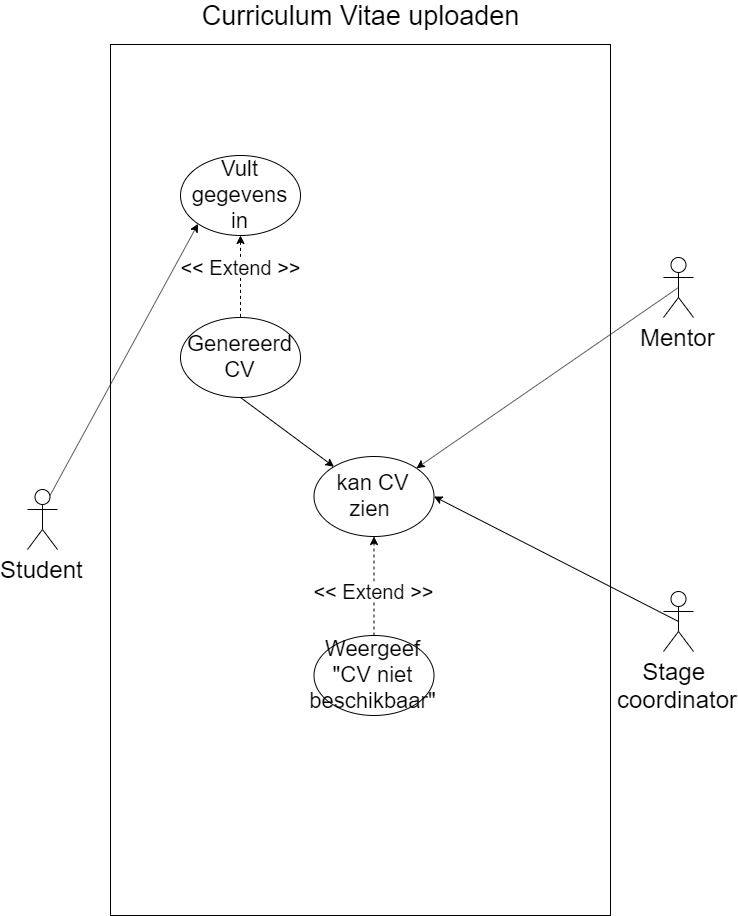 Curriculum Vitae uploaden
Vult
gegevens
in
<< Extend >>
Genereerd
CV
Mentor
kan CV
zien
Student
<< Extend >>
Weergeef
"CV niet
beschikbaar"
Stage
coordinator